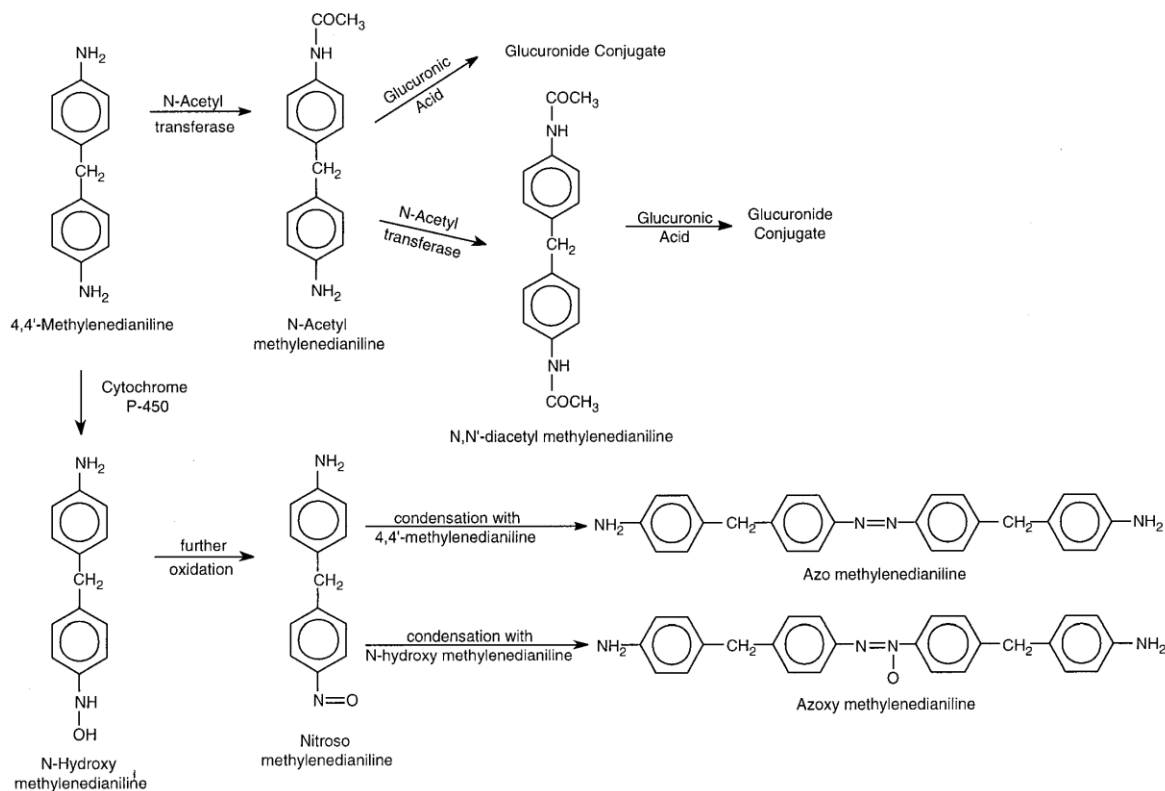 COCH3
NH2
NH
Glucuronide Conjugate
Glucuronic
Acid
N-Acetyl
transferase
COCH3
NH
CH2
CH2
N-Acetyl
transferase
CH2
Glucuronic
Acid
Glucuronide
Conjugate
NH2
4,4'-Methylenedianiline
NH2
N-Acetyl
methylenedianiline
NH
COCH3
N,N'-diacetyl methylenedianiline
Cytochrome
P-450
NH2
NH2
condensation with
4,4'-methylenedianiline
NH2
CH2
N=N
CH2
NH2
Azo methylenedianiline
further
oxidation
CH2
CH2
condensation with
N-hydroxy methylenedianiline
NH2
CH2
N=N
O
CH2
NH2
Azoxy methylenedianiline
NH
OH
N=O
N-Hydroxy
methylenedianiline
Nitroso
methylenedianiline